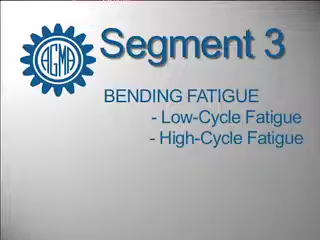 AGMA
Segment 3
BENDING FATIGUE
- Low-Cycle Fatigue
- High-Cycle Fatigue